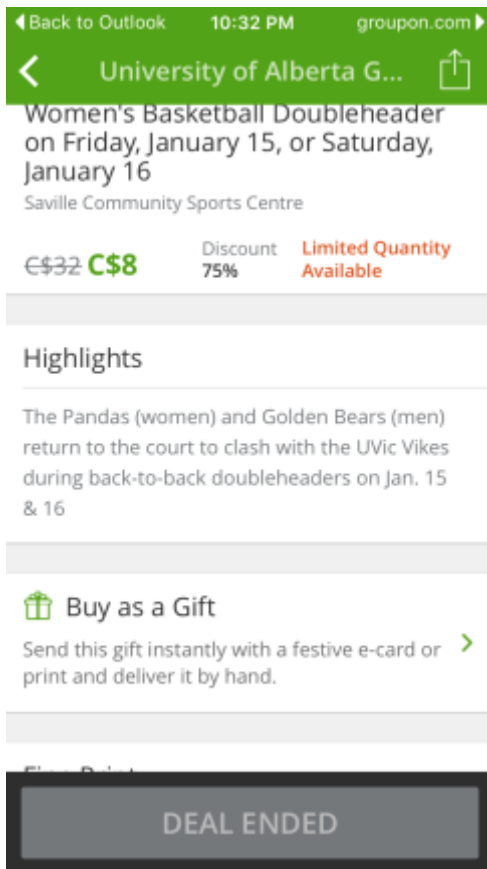 Back to Outlook 10:32 PM groupon.com
University of Alberta G...
Women's Basketball Doubleheader
on Friday, January 15, or Saturday,
January 16
Saville Community Sports Centre
C$32 C$8 Discount 75% Limited Quantity Available
Highlights
The Pandas (women) and Golden Bears (men)
return to the court to clash with the UVic Vikes
during back-to-back doubleheaders on Jan. 15
& 16
Buy as a Gift
Send this gift instantly with a festive e-card or
print and deliver it by hand.
Fine Print
DEAL ENDED